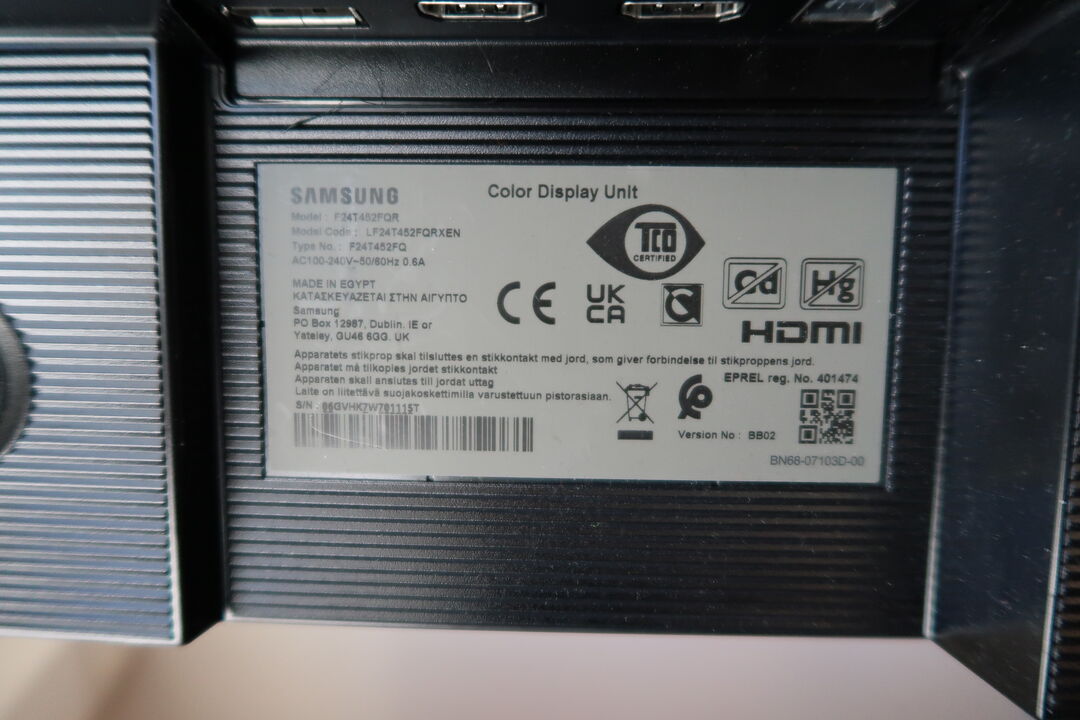 SAMSUNG
Color Display Unit
Model : F24T452FQR
Model Code : LF24T452FQRXEN
Type No. : F24T452FQ
AC100-240V~50/60Hz 0.6A
TCO
CERTIFIED
MADE IN EGYPT
ΚΑΤΑΣΚΕΥΑΖΕΤΑΙ ΣΤΗΝ ΑΙΓΥΠΤΟ
Samsung
PO Box 12987, Dublin. IE or
Yateley, GU46 6GG. UK
CE
UK
CA
Cd
Hg
HDMI
Apparatets stikprop skal tilsluttes en stikkontakt med jord, som giver forbindelse til stikproppens jord.
Apparatet må tilkoples jordet stikkontakt
Apparaten skall anslutas till jordat uttag
Laite on liitettävä suojakoskettimilla varustettuun pistorasiaan.
S/N : 06GVHK7W701115T
EPREL reg. No. 401474
Version No : BB02
BN68-07103D-00